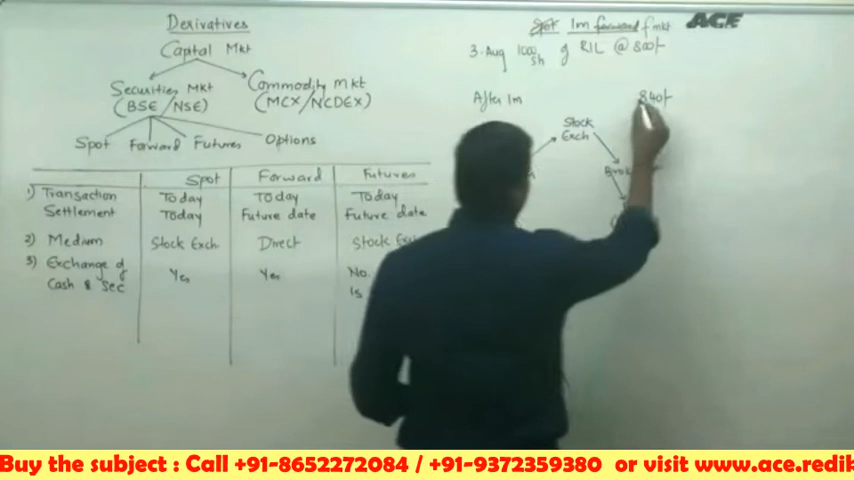 Derivatives
Capital Mkt
Securities Mkt
(BSE/NSE)
Commodity mkt
(MCX/NCDEX)
Spot Forward Futures Options
Spot Forward Futures
1) Transaction Today Today Today
Settlement Today Future date Future date
2) Medium Stock Exch Direct Stock
3) Exchange of
Cash & Sec
Yes Yes No.
Is
Spot 1m forward f mkt
ACE
3. Aug 1000 sh of RIL @ 800/-
After 1m 840/-
Stock
Exch
Buy the subject : Call +91-8652272084 / +91-9372359380 or visit www.ace.redik